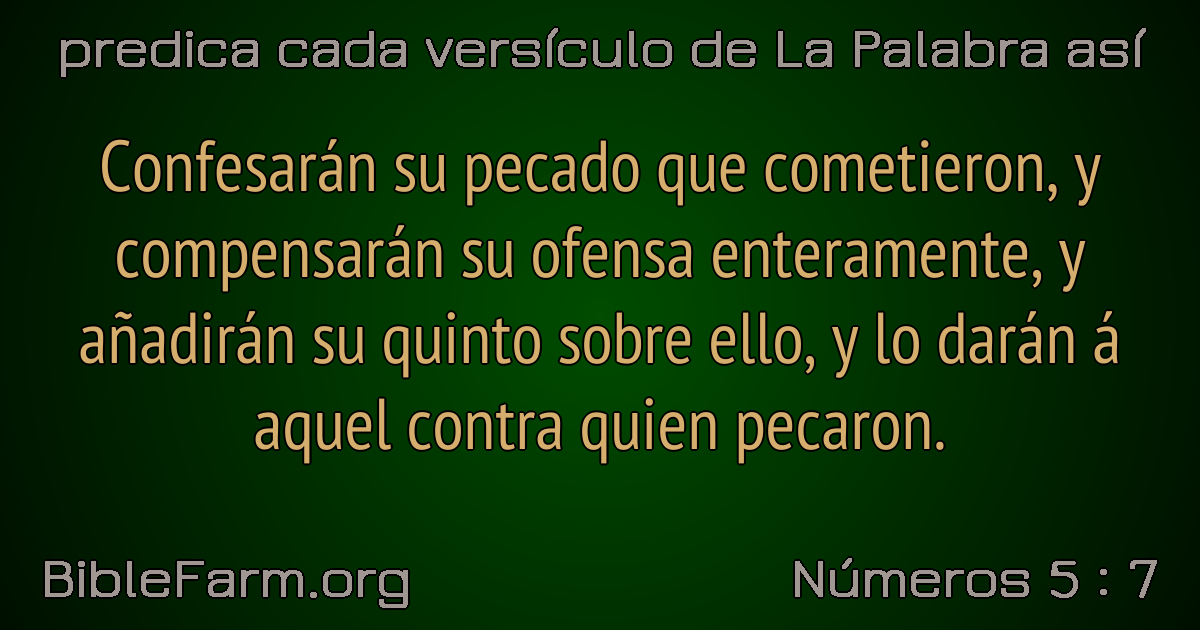 predica cada versículo de La Palabra así
Confesarán su pecado que cometieron, y
compensarán su ofensa enteramente, y
añadirán su quinto sobre ello, y lo darán á
aquel contra quien pecaron.
BibleFarm.org
Números 5 : 7